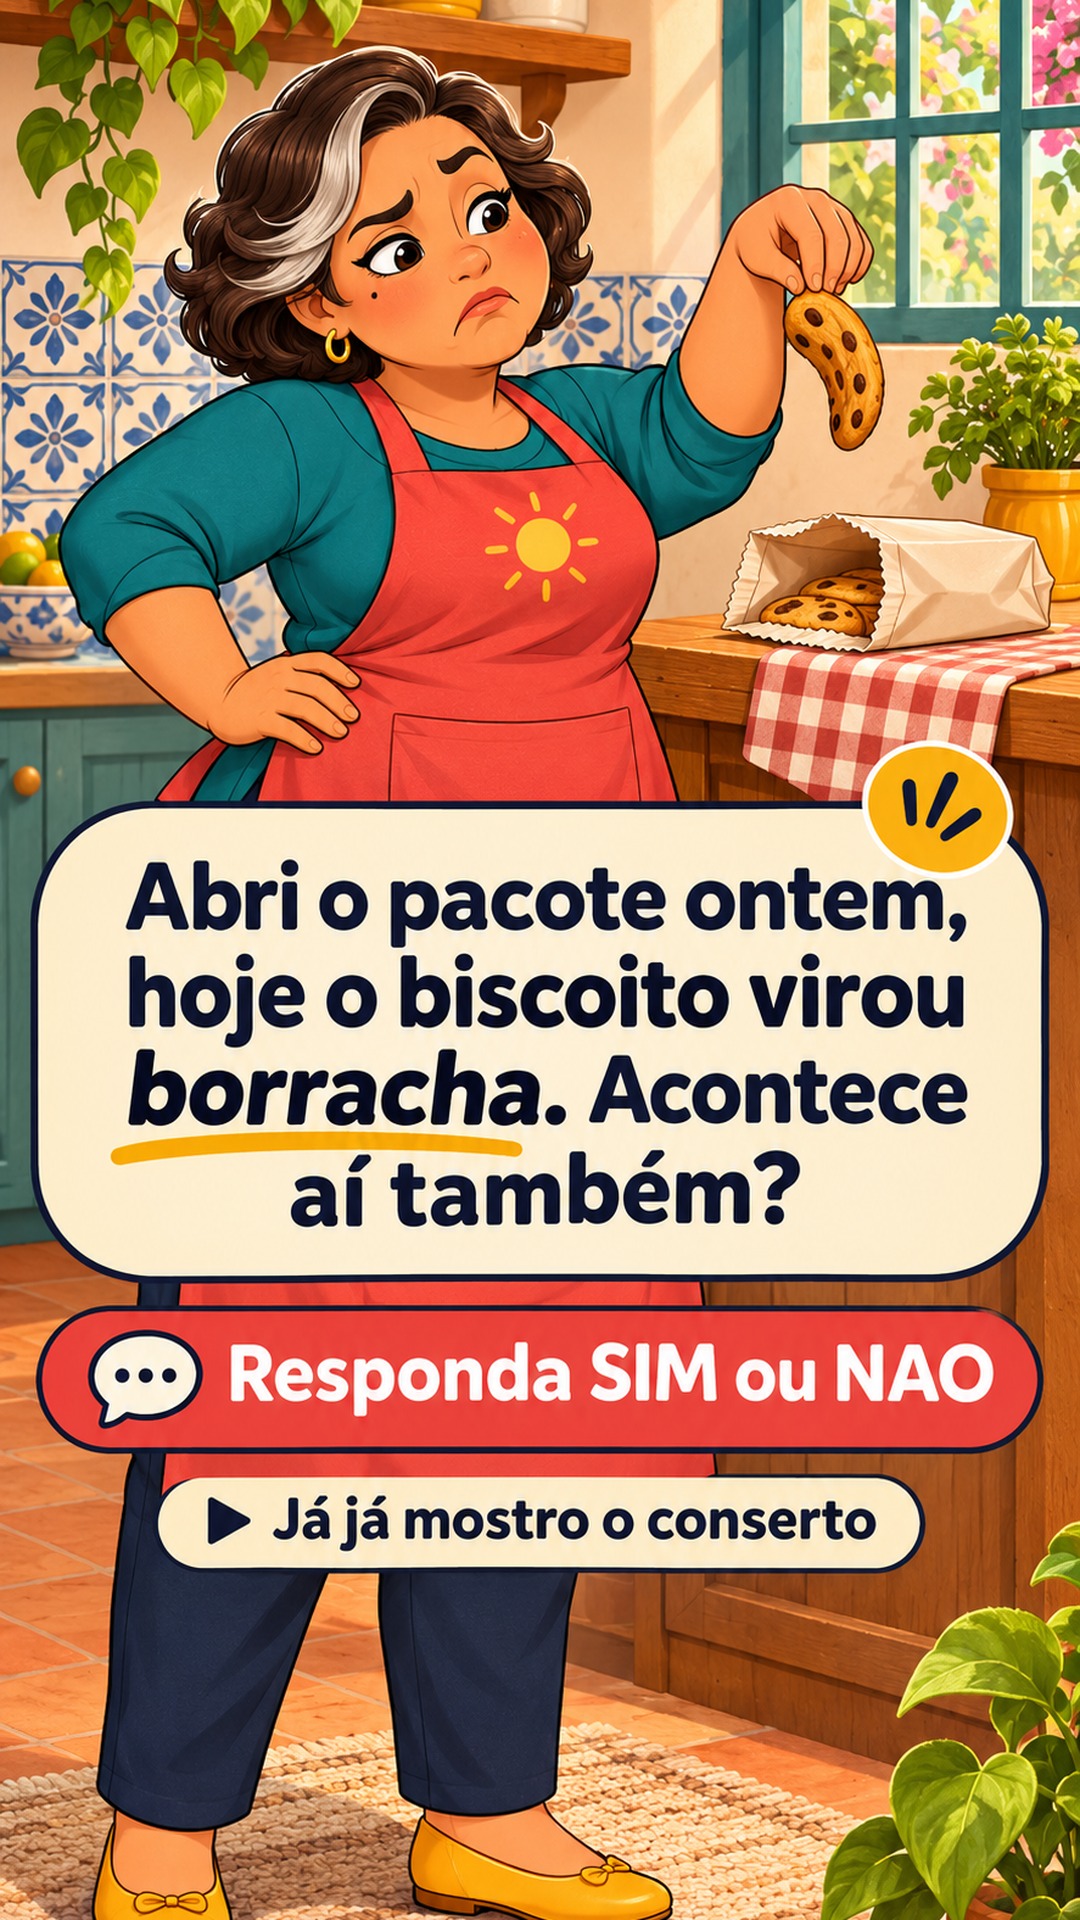 Abri o pacote ontem,
hoje o biscoito virou
borracha. Acontece
aí também?
Responda SIM ou NAO
Já já mostro o conserto